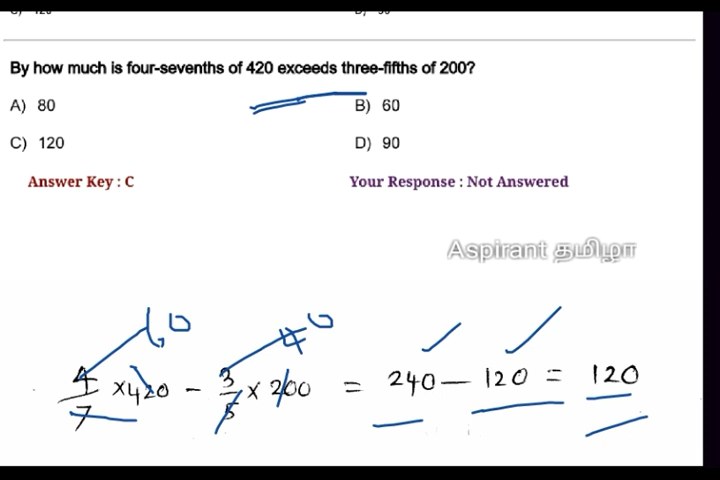 By how much is four-sevenths of 420 exceeds three-fifths of 200?
A) 80 B) 60
C) 120 D) 90
Answer Key : C Your Response : Not Answered
Aspirant தமிழா
60 40
4/7 ×420 − 3/5 × 200 = 240 — 120 = 120